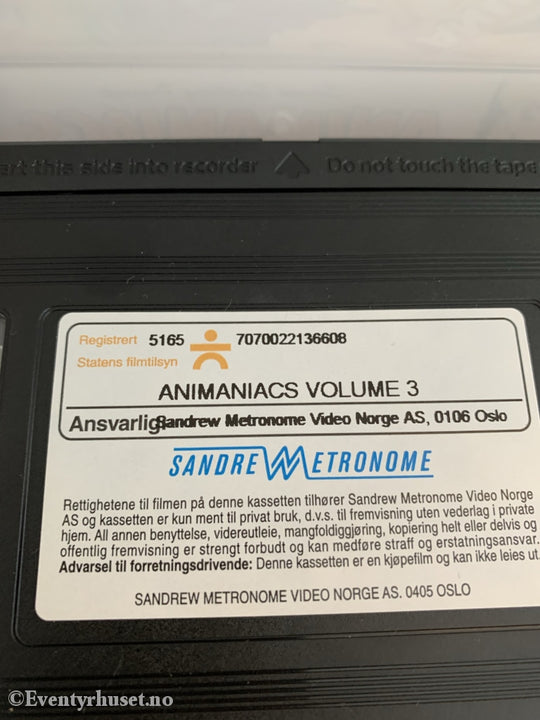 art this side into recorder Do not touch the tape
Registrert 5165 7070022136608
Statens filmtilsyn
ANIMANIACS VOLUME 3
Ansvarlig Sandrew Metronome Video Norge AS, 0106 Oslo
SANDREW METRONOME
Rettighetene til filmen på denne kassetten tilhører Sandrew Metronome Video Norge
AS og kassetten er kun ment til privat bruk, d.v.s. til fremvisning uten vederlag i private
hjem. All annen benyttelse, videreutleie, mangfoldiggjøring, kopiering helt eller delvis og
offentlig fremvisning er strengt forbudt og kan medføre straff og erstatningsansvar.
Advarsel til forretningsdrivende: Denne kassetten er en kjøpefilm og kan ikke leies ut.
SANDREW METRONOME VIDEO NORGE AS. 0405 OSLO
©Eventyrhuset.no